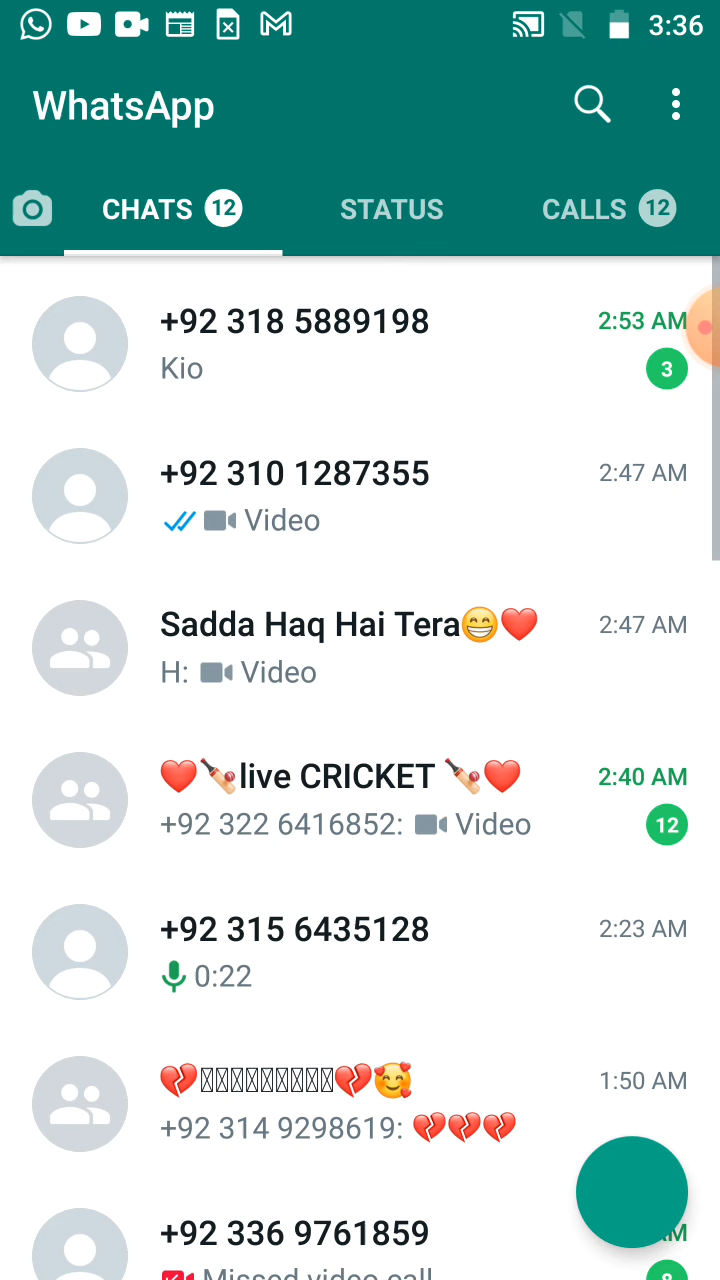 3:36
WhatsApp
CHATS 12 STATUS CALLS 12
+92 318 5889198 2:53 AM
Kio 3
+92 310 1287355 2:47 AM
Video
Sadda Haq Hai Tera😁❤️ 2:47 AM
H: Video
❤️🏏live CRICKET 🏏❤️ 2:40 AM
+92 322 6416852: Video 12
+92 315 6435128 2:23 AM
0:22
💔💔🥰 1:50 AM
+92 314 9298619: 💔💔💔
+92 336 9761859
Missed video call